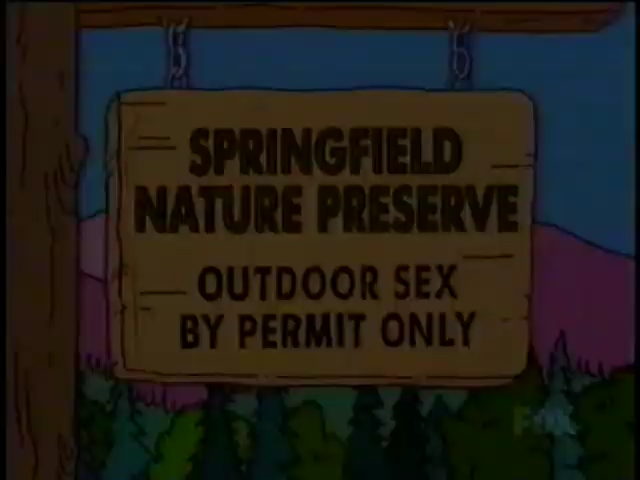 SPRINGFIELD
NATURE PRESERVE
OUTDOOR SEX
BY PERMIT ONLY
FOX